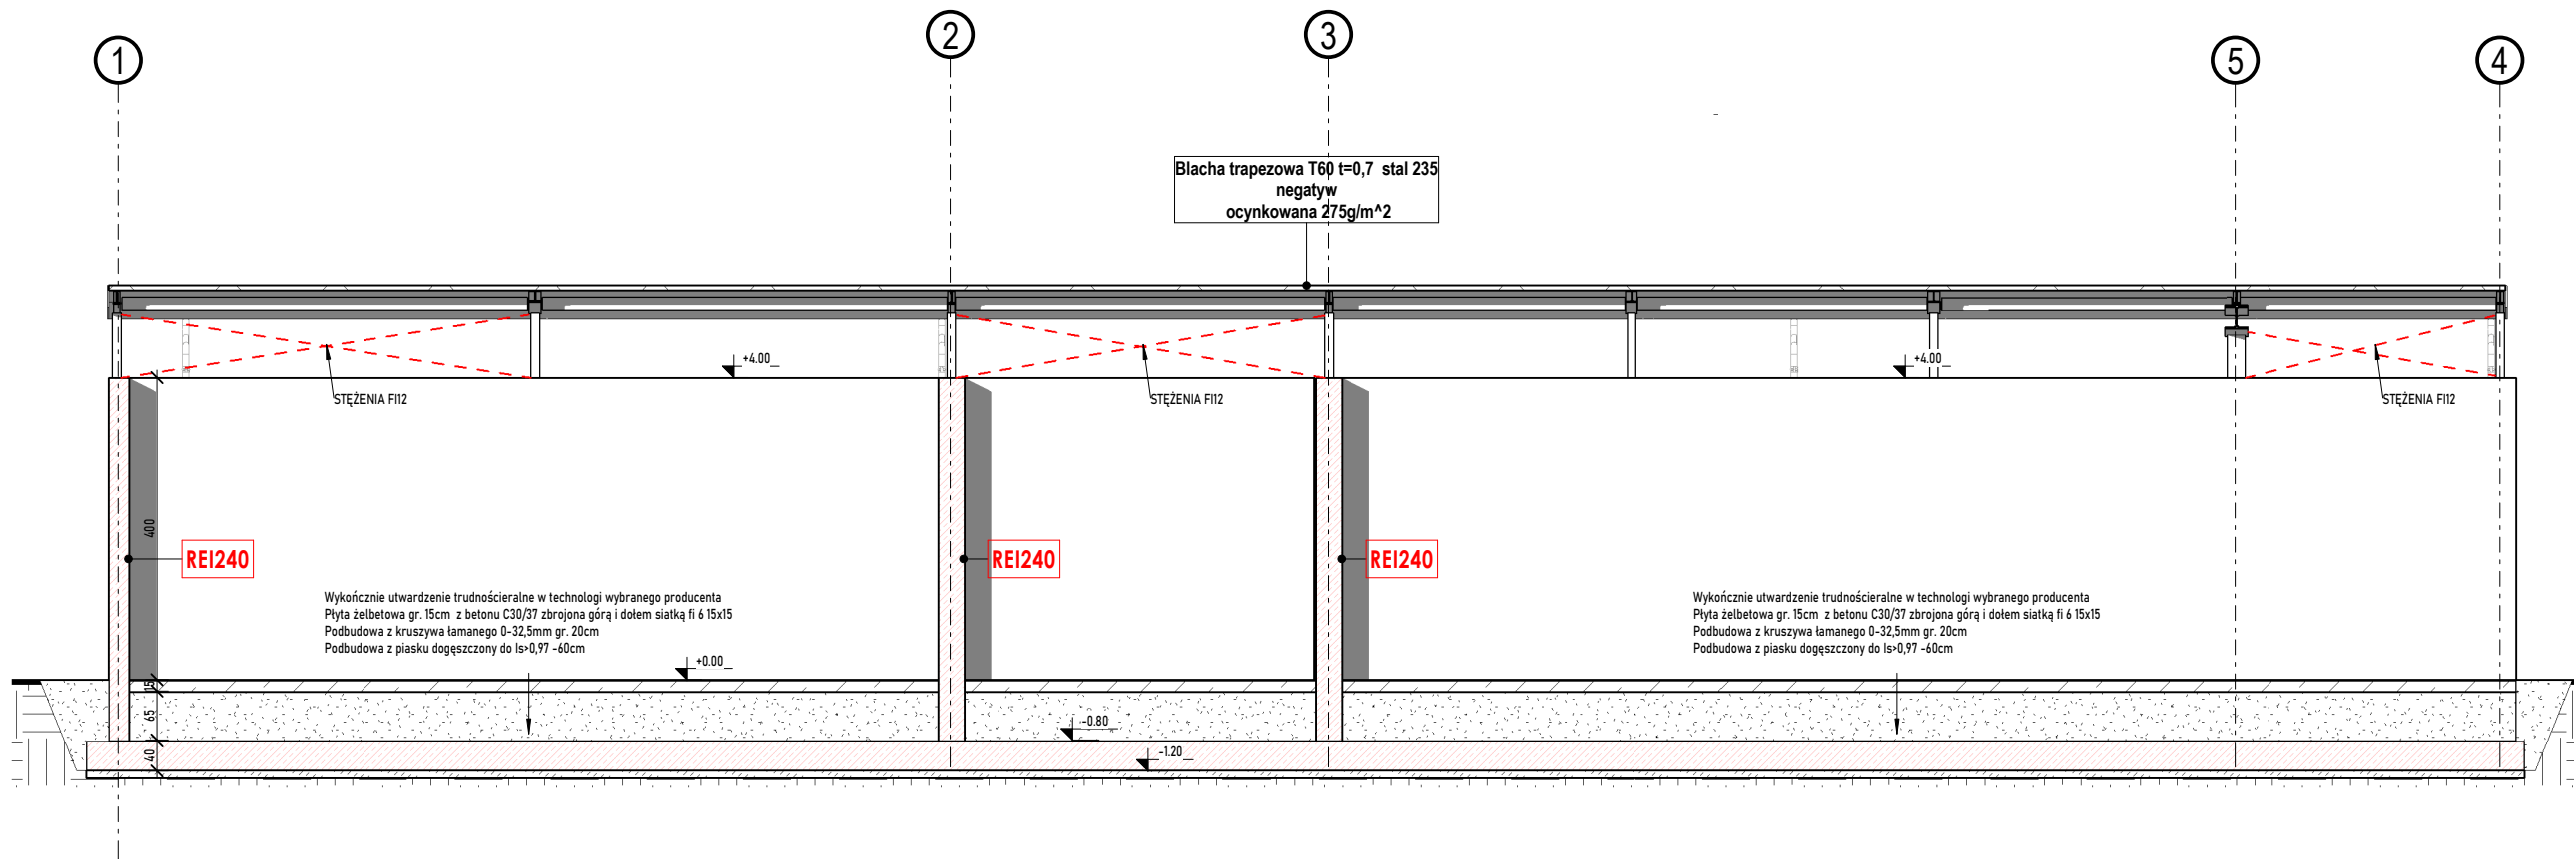 1
2
3
5
4
Blacha trapezowa T60 t=0,7 stal 235
negatyw
ocynkowana 275g/m^2
+4.00
+4.00
STĘŻENIA FI12
STĘŻENIA FI12
STĘŻENIA FI12
400
REI240
REI240
REI240
Wykończnie utwardzenie trudnościeralne w technologi wybranego producenta
Płyta żelbetowa gr. 15cm z betonu C30/37 zbrojona górą i dołem siatką fi 6 15x15
Podbudowa z kruszywa łamanego 0-32,5mm gr. 20cm
Podbudowa z piasku dogęszczony do Is>0,97 -60cm
Wykończnie utwardzenie trudnościeralne w technologi wybranego producenta
Płyta żelbetowa gr. 15cm z betonu C30/37 zbrojona górą i dołem siatką fi 6 15x15
Podbudowa z kruszywa łamanego 0-32,5mm gr. 20cm
Podbudowa z piasku dogęszczony do Is>0,97 -60cm
+0.00
15
65
-0.80
40
-1.20